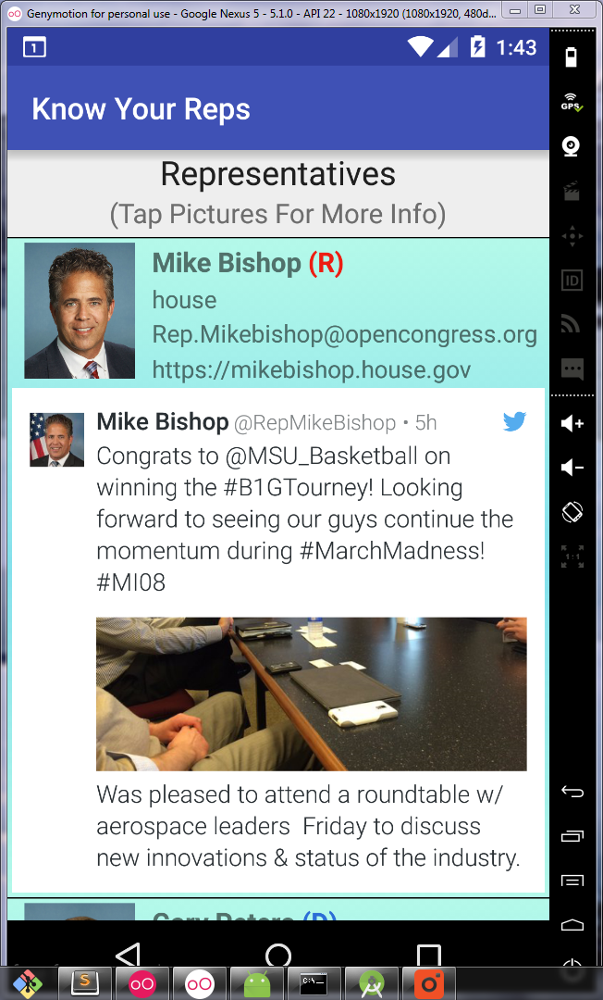 Genymotion for personal use - Google Nexus 5 - 5.1.0 - API 22 - 1080x1920 (1080x1920, 480d...
1
1:43
GPS
Know Your Reps
Representatives
(Tap Pictures For More Info)
Mike Bishop (R)
house
Rep.Mikebishop@opencongress.org
https://mikebishop.house.gov
ID
Mike Bishop @RepMikeBishop • 5h
Congrats to @MSU_Basketball on
winning the #B1GTourney! Looking
forward to seeing our guys continue the
momentum during #MarchMadness!
#MI08
1:1
Was pleased to attend a roundtable w/
aerospace leaders  Friday to discuss
new innovations & status of the industry.
Gary Peters (D)